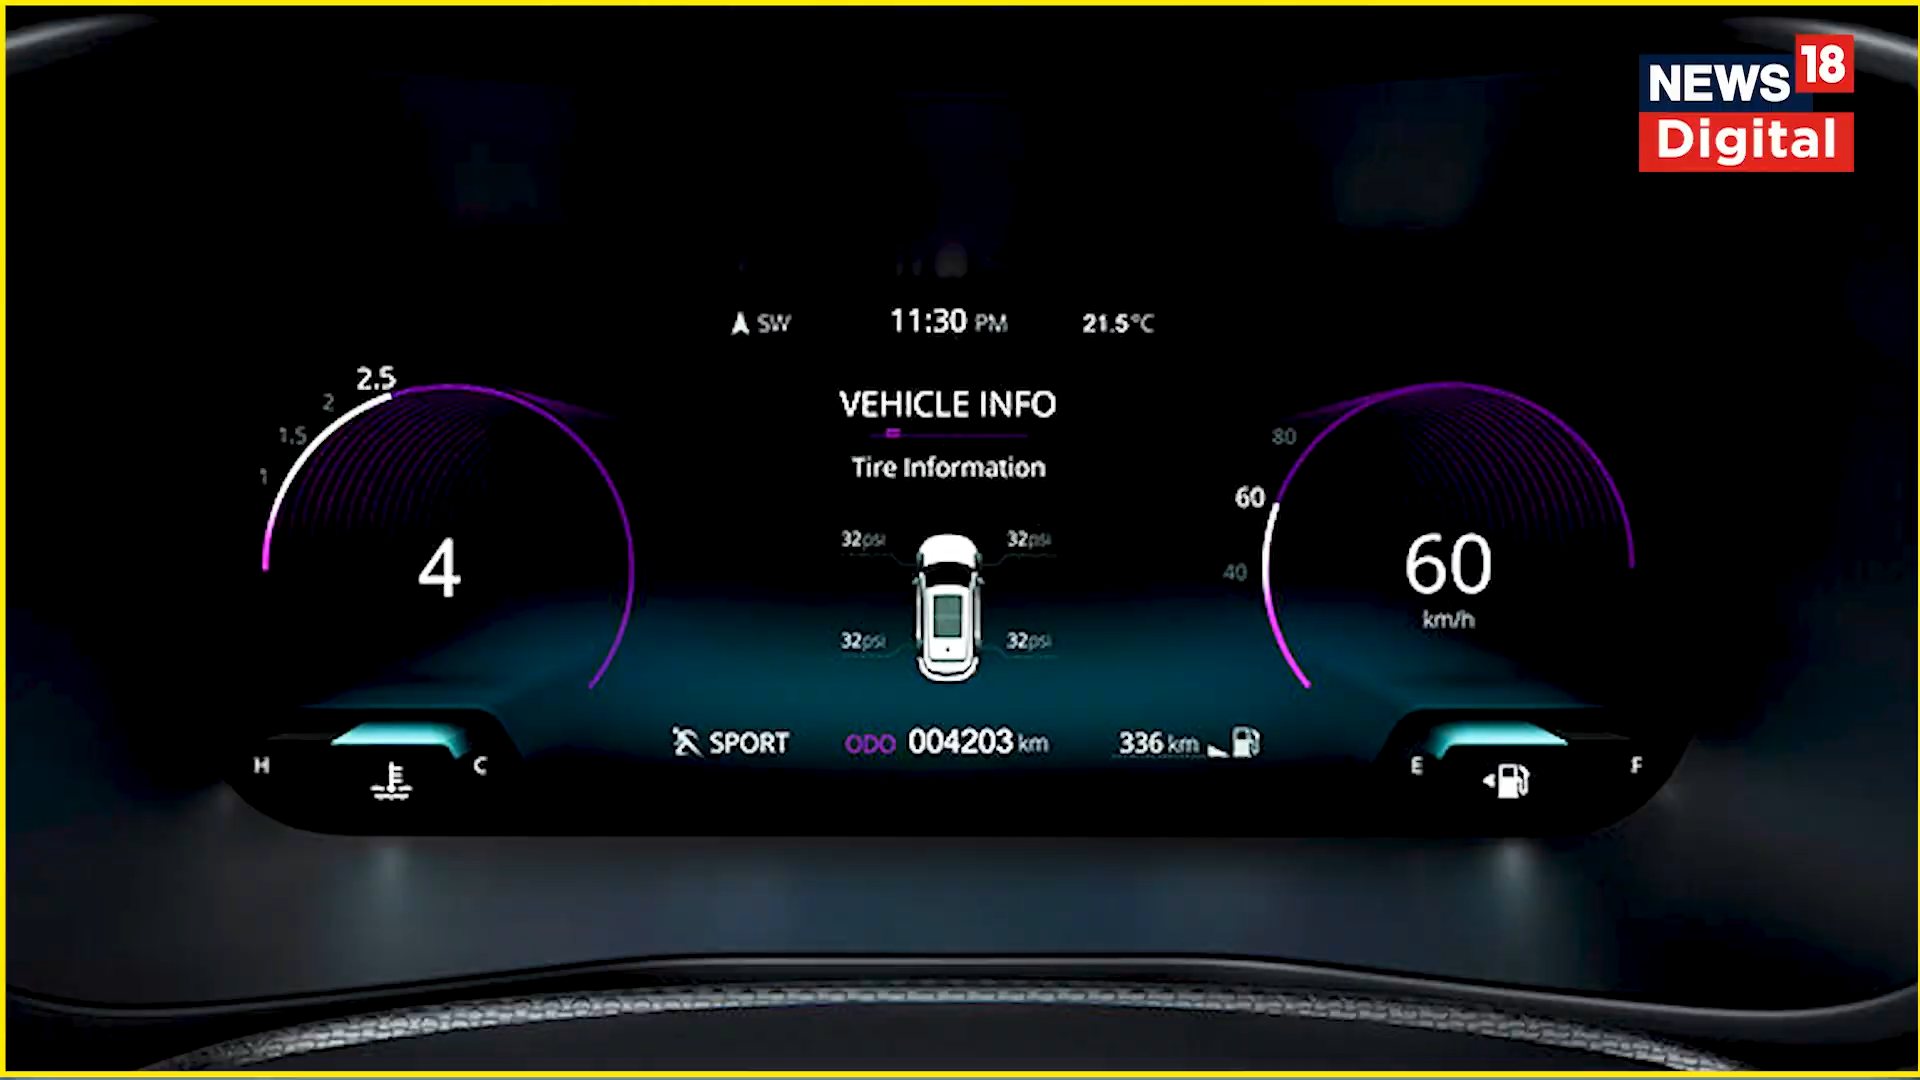 NEWS 18
Digital
SW 11:30 PM 21.5°C
2.5
2
1.5
1
4
VEHICLE INFO
Tire Information
32psi 32psi
32psi 32psi
80
60
40
60
km/h
SPORT ODO 004203 km 336 km
H C
E F